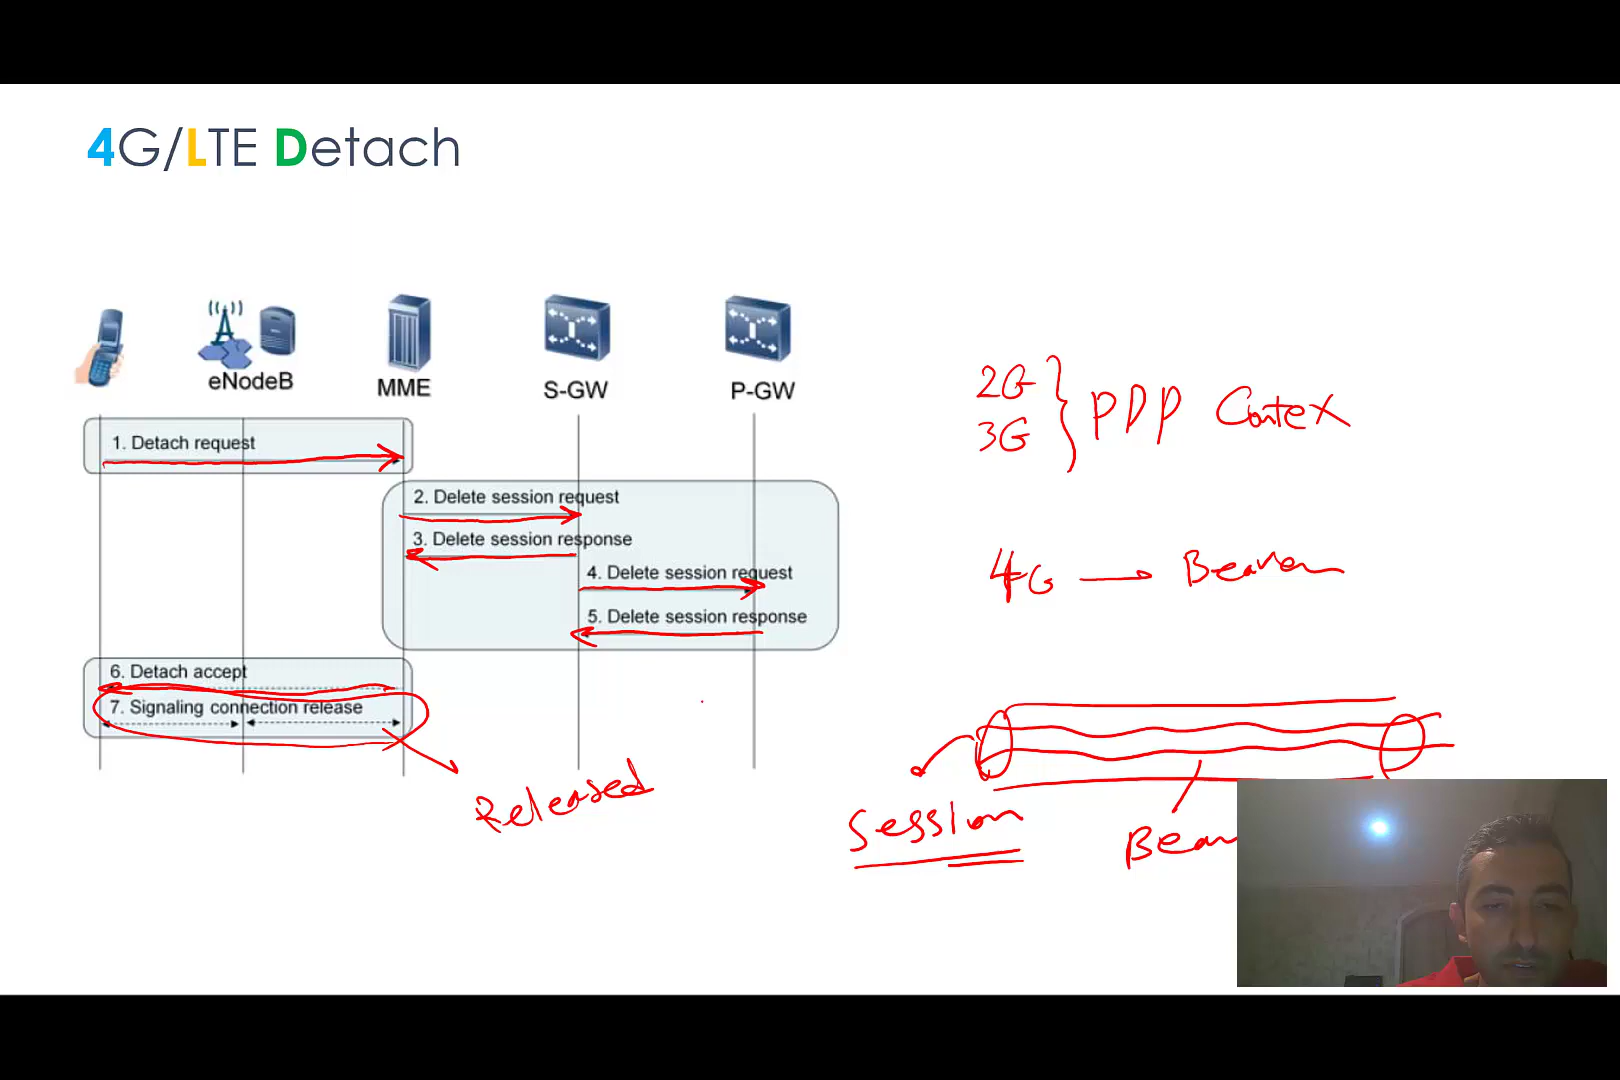 4G/LTE Detach
eNodeB
MME
S-GW
P-GW
1. Detach request
2. Delete session request
3. Delete session response
4. Delete session request
5. Delete session response
6. Detach accept
7. Signaling connection release
Released
2G
3G
PDP Contex
4G
Session